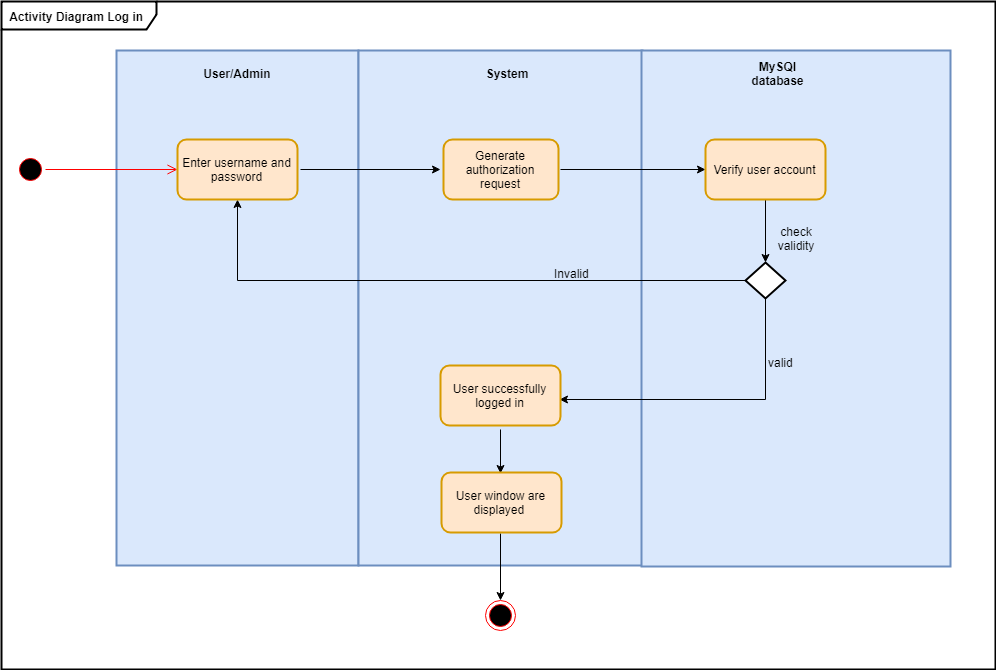 Activity Diagram Log in
User/Admin
System
MySQl
database
Enter username and
password
Generate
authorization
request
Verify user account
check
validity
Invalid
valid
User successfully
logged in
User window are
displayed